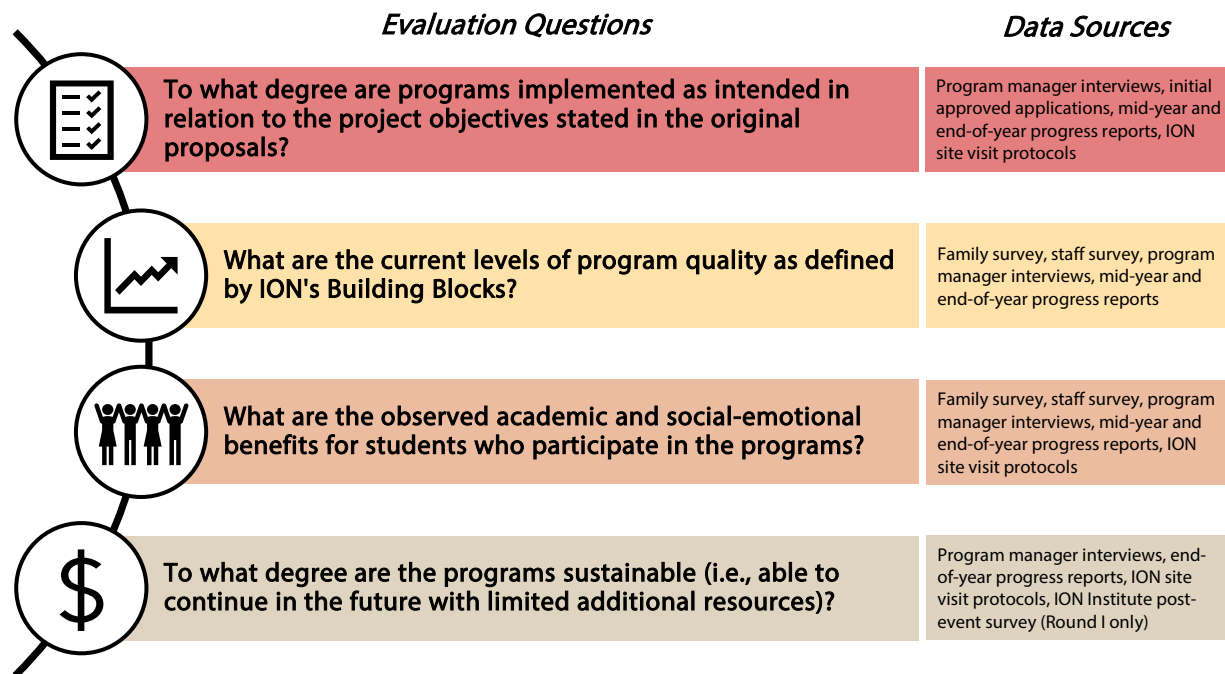 Evaluation Questions
Data Sources
To what degree are programs implemented as intended in
relation to the project objectives stated in the original
proposals?
Program manager interviews, initial
approved applications, mid-year and
end-of-year progress reports, ION
site visit protocols
What are the current levels of program quality as defined
by ION's Building Blocks?
Family survey, staff survey, program
manager interviews, mid-year and
end-of-year progress reports
What are the observed academic and social-emotional
benefits for students who participate in the programs?
Family survey, staff survey, program
manager interviews, mid-year and
end-of-year progress reports, ION
site visit protocols
$
To what degree are the programs sustainable (i.e., able to
continue in the future with limited additional resources)?
Program manager interviews, end-
of-year progress reports, ION site
visit protocols, ION Institute post-
event survey (Round I only)